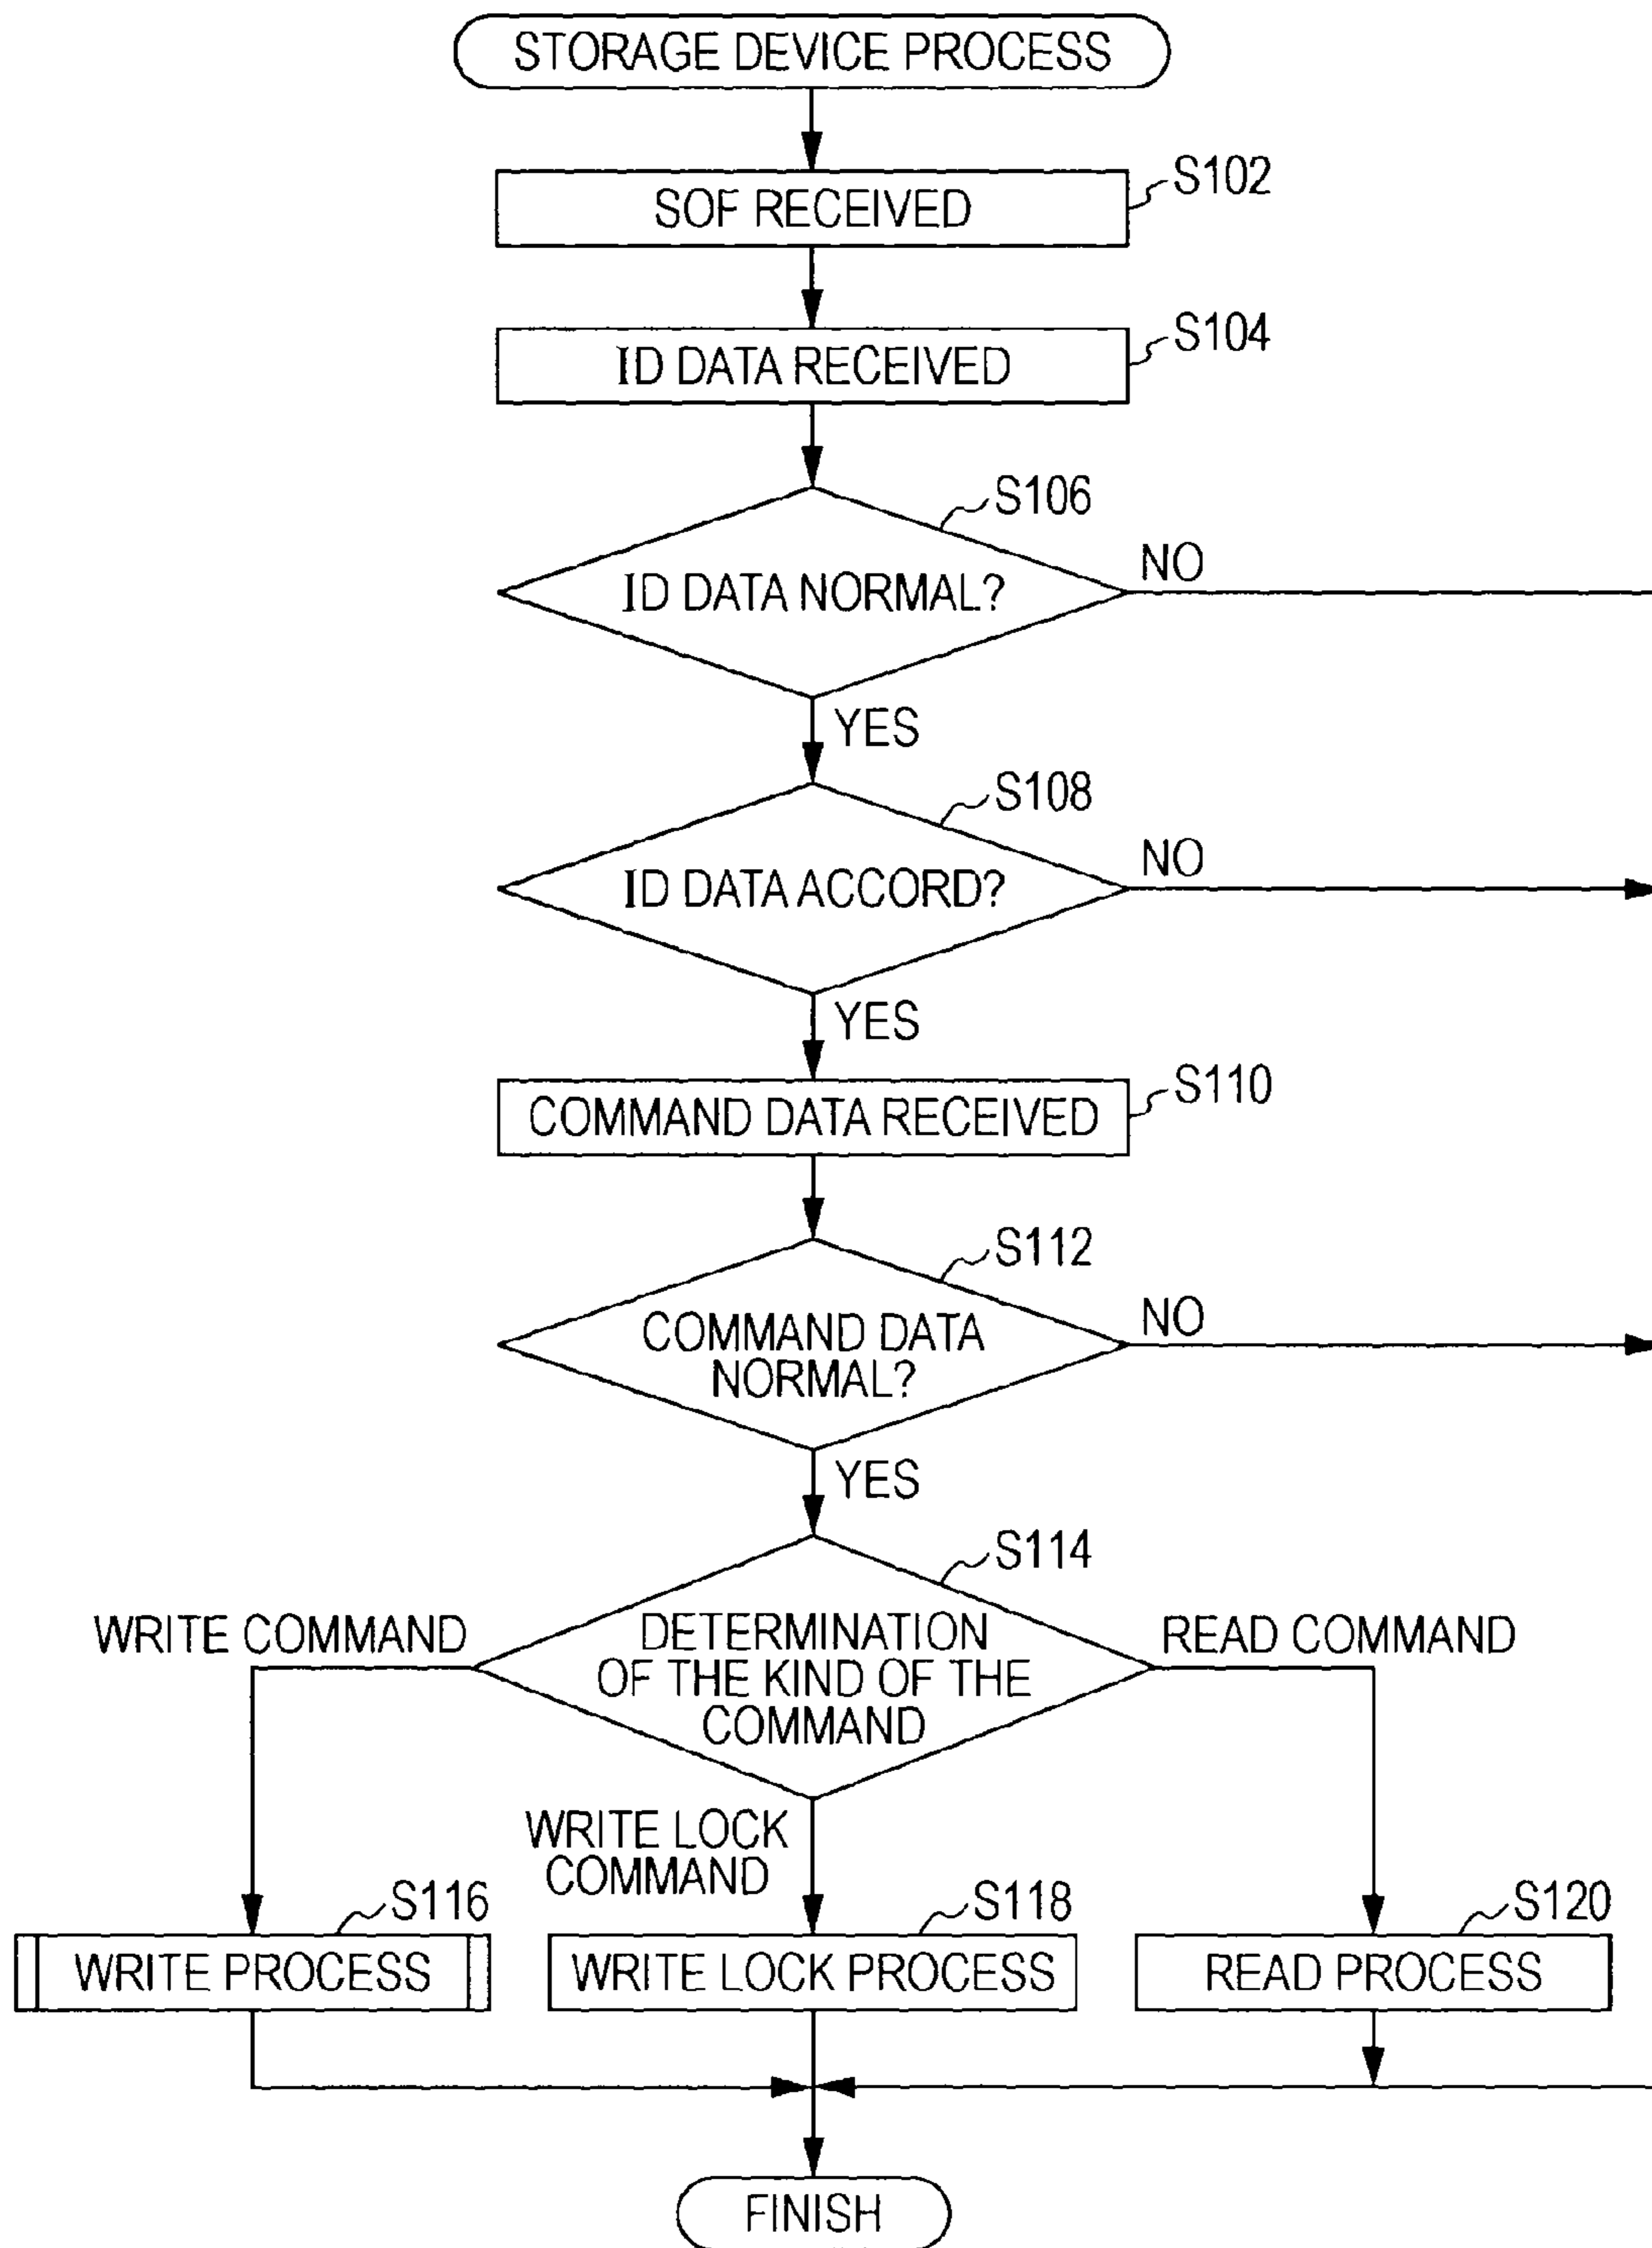 STORAGE DEVICE PROCESS
S102
SOF RECEIVED
S104
ID DATA RECEIVED
S106
ID DATA NORMAL?
NO
YES
S108
ID DATA ACCORD?
NO
YES
S110
COMMAND DATA RECEIVED
S112
COMMAND DATA
NORMAL?
NO
YES
S114
DETERMINATION
OF THE KIND OF THE
COMMAND
WRITE COMMAND
READ COMMAND
WRITE LOCK
COMMAND
S116
WRITE PROCESS
S118
WRITE LOCK PROCESS
S120
READ PROCESS
FINISH